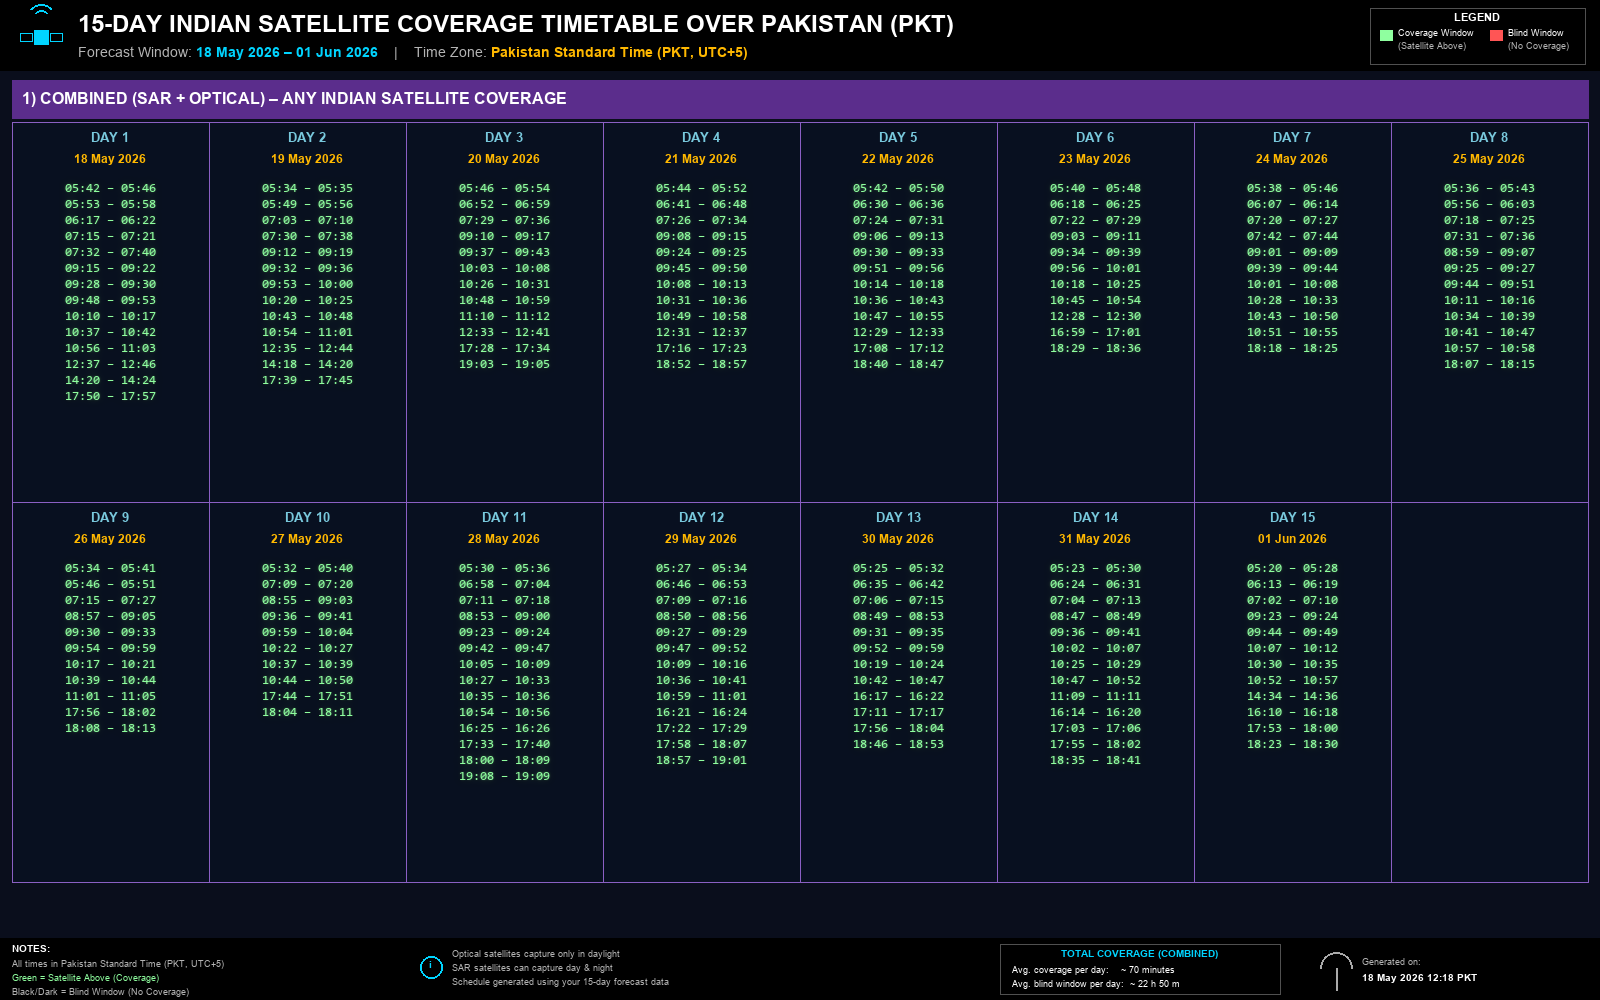 15-DAY INDIAN SATELLITE COVERAGE TIMETABLE OVER PAKISTAN (PKT)
Forecast Window: 18 May 2026 – 01 Jun 2026 | Time Zone: Pakistan Standard Time (PKT, UTC+5)
LEGEND
Coverage Window
(Satellite Above)
Blind Window
(No Coverage)
1) COMBINED (SAR + OPTICAL) – ANY INDIAN SATELLITE COVERAGE
DAY 1
18 May 2026
05:42 – 05:46
05:53 – 05:58
06:17 – 06:22
07:15 – 07:21
07:32 – 07:40
09:15 – 09:22
09:28 – 09:30
09:48 – 09:53
10:10 – 10:17
10:37 – 10:42
10:56 – 11:03
12:37 – 12:46
14:20 – 14:24
17:50 – 17:57
DAY 2
19 May 2026
05:34 – 05:35
05:49 – 05:56
07:03 – 07:10
07:30 – 07:38
09:12 – 09:19
09:32 – 09:36
09:53 – 10:00
10:20 – 10:25
10:43 – 10:48
10:54 – 11:01
12:35 – 12:44
14:18 – 14:20
17:39 – 17:45
DAY 3
20 May 2026
05:46 – 05:54
06:52 – 06:59
07:29 – 07:36
09:10 – 09:17
09:37 – 09:43
10:03 – 10:08
10:26 – 10:31
10:48 – 10:59
11:10 – 11:12
12:33 – 12:41
17:28 – 17:34
19:03 – 19:05
DAY 4
21 May 2026
05:44 – 05:52
06:41 – 06:48
07:26 – 07:34
09:08 – 09:15
09:24 – 09:25
09:45 – 09:50
10:08 – 10:13
10:31 – 10:36
10:49 – 10:58
12:31 – 12:37
17:16 – 17:23
18:52 – 18:57
DAY 5
22 May 2026
05:42 – 05:50
06:30 – 06:36
07:24 – 07:31
09:06 – 09:13
09:30 – 09:33
09:51 – 09:56
10:14 – 10:18
10:36 – 10:43
10:47 – 10:55
12:29 – 12:33
17:08 – 17:12
18:40 – 18:47
DAY 6
23 May 2026
05:40 – 05:48
06:18 – 06:25
07:22 – 07:29
09:03 – 09:11
09:34 – 09:39
09:56 – 10:01
10:18 – 10:25
10:45 – 10:54
12:28 – 12:30
16:59 – 17:01
18:29 – 18:36
DAY 7
24 May 2026
05:38 – 05:46
06:07 – 06:14
07:20 – 07:27
07:42 – 07:44
09:01 – 09:09
09:39 – 09:44
10:01 – 10:08
10:28 – 10:33
10:43 – 10:50
10:51 – 10:55
18:18 – 18:25
DAY 8
25 May 2026
05:36 – 05:43
05:56 – 06:03
07:18 – 07:25
07:31 – 07:36
08:59 – 09:07
09:25 – 09:27
09:44 – 09:51
10:11 – 10:16
10:34 – 10:39
10:41 – 10:47
10:57 – 10:58
18:07 – 18:15
DAY 9
26 May 2026
05:34 – 05:41
05:46 – 05:51
07:15 – 07:27
08:57 – 09:05
09:30 – 09:33
09:54 – 09:59
10:17 – 10:21
10:39 – 10:44
11:01 – 11:05
17:56 – 18:02
18:08 – 18:13
DAY 10
27 May 2026
05:32 – 05:40
07:09 – 07:20
08:55 – 09:03
09:36 – 09:41
09:59 – 10:04
10:22 – 10:27
10:37 – 10:39
10:44 – 10:50
17:44 – 17:51
18:04 – 18:11
DAY 11
28 May 2026
05:30 – 05:36
06:58 – 07:04
07:11 – 07:18
08:53 – 09:00
09:23 – 09:24
09:42 – 09:47
10:05 – 10:09
10:27 – 10:33
10:35 – 10:36
10:54 – 10:56
16:25 – 16:26
17:33 – 17:40
18:00 – 18:09
19:08 – 19:09
DAY 12
29 May 2026
05:27 – 05:34
06:46 – 06:53
07:09 – 07:16
08:50 – 08:56
09:27 – 09:29
09:47 – 09:52
10:09 – 10:16
10:36 – 10:41
10:59 – 11:01
16:21 – 16:24
17:22 – 17:29
17:58 – 18:07
18:57 – 19:01
DAY 13
30 May 2026
05:25 – 05:32
06:35 – 06:42
07:06 – 07:15
08:49 – 08:53
09:31 – 09:35
09:52 – 09:59
10:19 – 10:24
10:42 – 10:47
16:17 – 16:22
17:11 – 17:17
17:56 – 18:04
18:46 – 18:53
DAY 14
31 May 2026
05:23 – 05:30
06:24 – 06:31
07:04 – 07:13
08:47 – 08:49
09:36 – 09:41
10:02 – 10:07
10:25 – 10:29
10:47 – 10:52
11:09 – 11:11
16:14 – 16:20
17:03 – 17:06
17:55 – 18:02
18:35 – 18:41
DAY 15
01 Jun 2026
05:20 – 05:28
06:13 – 06:19
07:02 – 07:10
09:23 – 09:24
09:44 – 09:49
10:07 – 10:12
10:30 – 10:35
10:52 – 10:57
14:34 – 14:36
16:10 – 16:18
17:53 – 18:00
18:23 – 18:30
NOTES:
All times in Pakistan Standard Time (PKT, UTC+5)
Green = Satellite Above (Coverage)
Black/Dark = Blind Window (No Coverage)
i
Optical satellites capture only in daylight
SAR satellites can capture day & night
Schedule generated using your 15-day forecast data
TOTAL COVERAGE (COMBINED)
Avg. coverage per day: ~ 70 minutes
Avg. blind window per day: ~ 22 h 50 m
Generated on:
18 May 2026 12:18 PKT